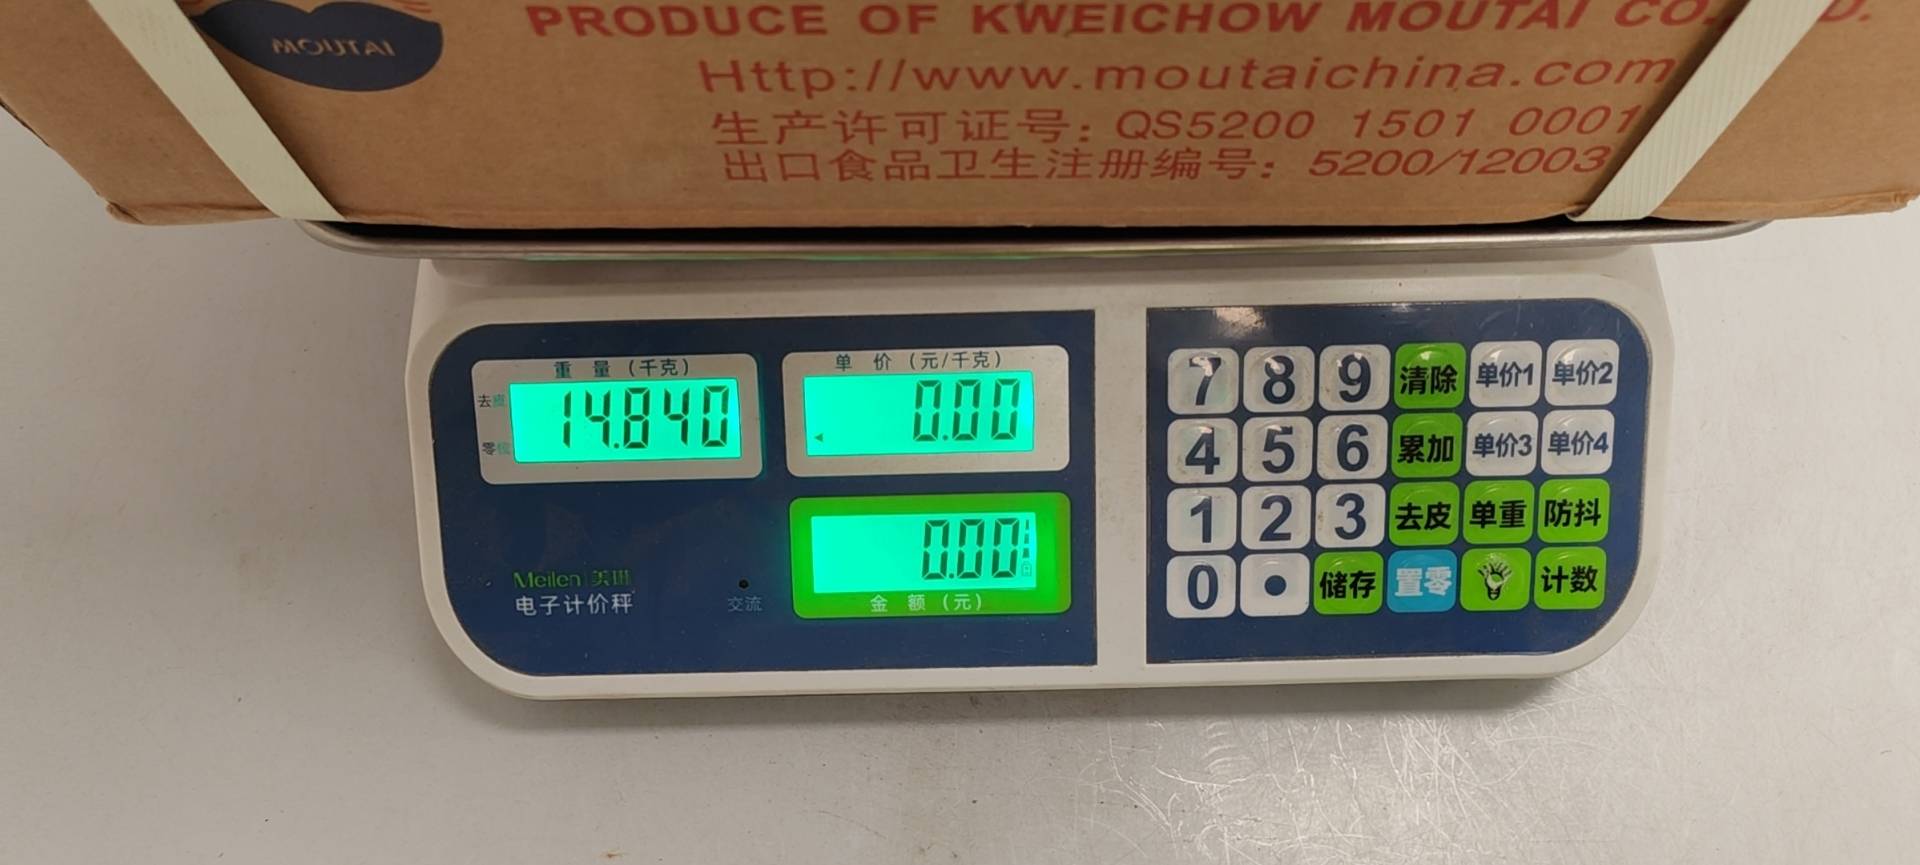 MOUTAI
PRODUCE OF KWEICHOW MOUTAI CO.
Http://www.moutaichina.com
生产许可证号: QS5200 1501 0001
出口食品卫生注册编号: 5200/12003
重 量 (千克)
去皮
14.840
零位
单 价 (元/千克)
0.00
0.00
金 额 (元)
Meilen 美琳
电子计价秤
交流
7 8 9 清除 单价1 单价2
4 5 6 累加 单价3 单价4
1 2 3 去皮 单重 防抖
0 • 储存 置零 计数